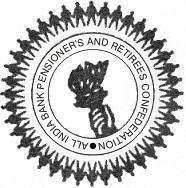 ALL INDIA BANK PENSIONER'S AND RETIREES CONFEDERATION